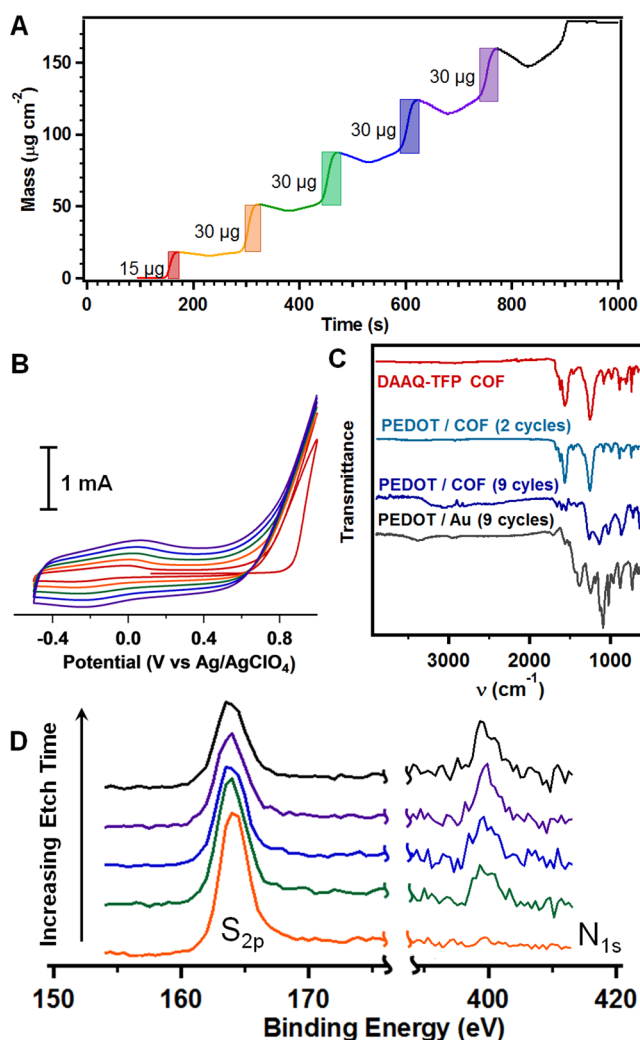 A
Mass (μg cm⁻²)
150
100
50
0
15 μg
30 μg
30 μg
30 μg
30 μg
0
200
400
600
800
1000
Time (s)
B
1 mA
-0.4
0.0
0.4
0.8
Potential (V vs Ag/AgClO₄)
C
Transmittance
DAAQ-TFP COF
PEDOT / COF (2 cycles)
PEDOT / COF (9 cyles)
PEDOT / Au (9 cycles)
3000
2000
1000
ν (cm⁻¹)
D
Increasing Etch Time
S₂p
N₁s
150
160
170
400
420
Binding Energy (eV)